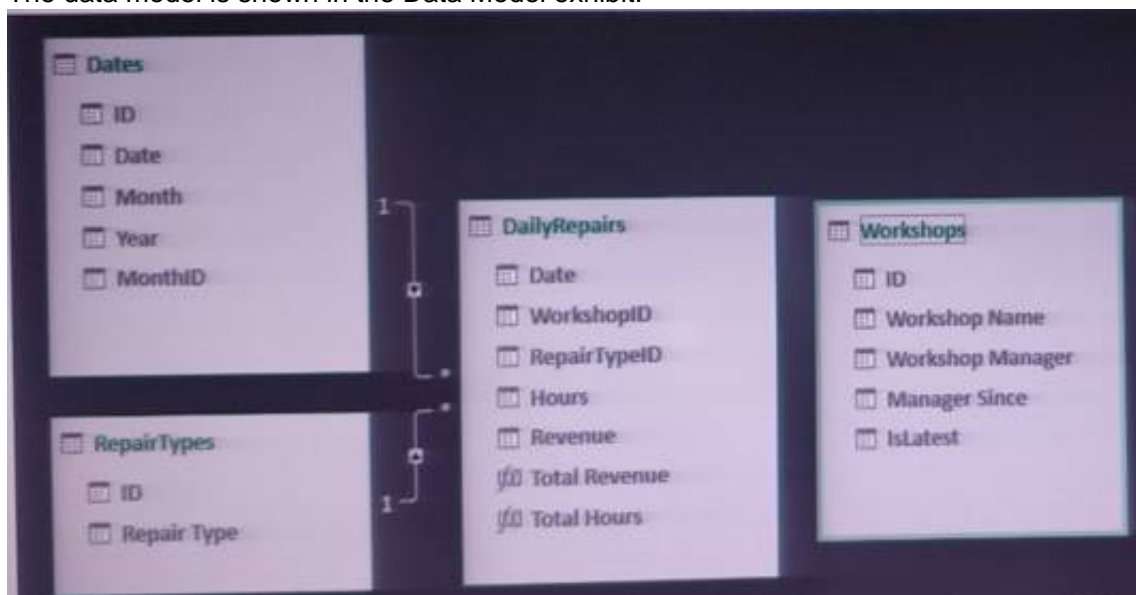 The data model is shown in the Data Model exhibit.
Dates
ID
Date
Month
Year
MonthID
1
*
RepairTypes
ID
Repair Type
*
1
DailyRepairs
Date
WorkshopID
RepairTypeID
Hours
Revenue
Total Revenue
Total Hours
Workshops
ID
Workshop Name
Workshop Manager
Manager Since
IsLatest